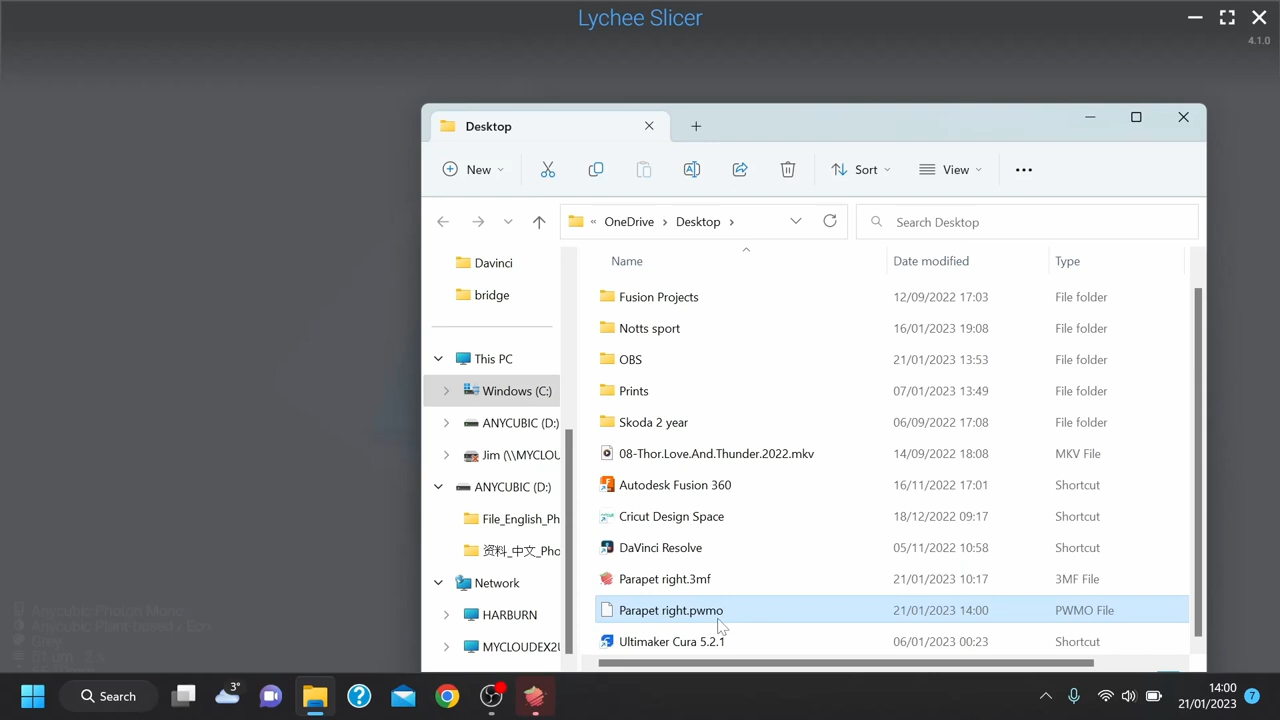 Lychee Slicer
4.1.0
Desktop
New
Sort
View
« OneDrive > Desktop >
Search Desktop
Name Date modified Type
Davinci
bridge
This PC
Windows (C:)
ANYCUBIC (D:)
Jim (\\MYCLOU
ANYCUBIC (D:)
File_English_Ph
资料_中文_Pho
Network
HARBURN
MYCLOUDEX2U
Fusion Projects 12/09/2022 17:03 File folder
Notts sport 16/01/2023 19:08 File folder
OBS 21/01/2023 13:53 File folder
Prints 07/01/2023 13:49 File folder
Skoda 2 year 06/09/2022 17:08 File folder
08-Thor.Love.And.Thunder.2022.mkv 14/09/2022 18:08 MKV File
Autodesk Fusion 360 16/11/2022 17:01 Shortcut
Cricut Design Space 18/12/2022 09:17 Shortcut
DaVinci Resolve 05/11/2022 10:58 Shortcut
Parapet right.3mf 21/01/2023 10:17 3MF File
Parapet right.pwmo 21/01/2023 14:00 PWMO File
Ultimaker Cura 5.2.1 06/01/2023 00:23 Shortcut
Anycubic Photon Mono
Anycubic Plant-based / Eco
Grey
3°
Search
14:00
21/01/2023
7